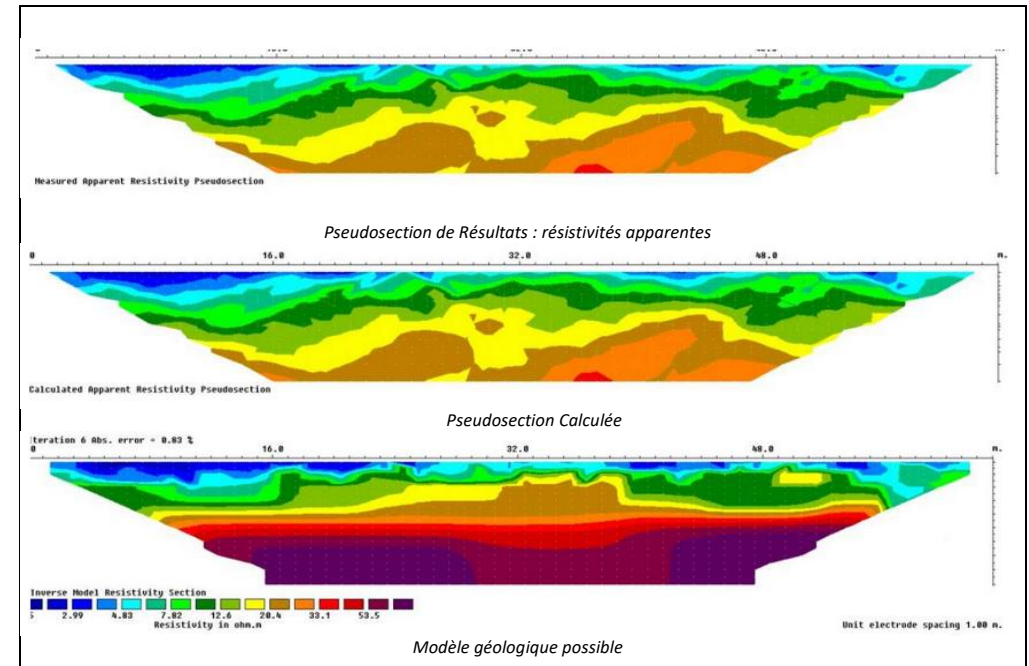 Measured Apparent Resistivity Pseudosection
Pseudosection de Résultats : résistivités apparentes
0 16.0 32.0 48.0 m.
Calculated Apparent Resistivity Pseudosection
Pseudosection Calculée
Iteration 6 Abs. error = 0.83 %
0 16.0 32.0 48.0 m.
Inverse Model Resistivity Section
2.99 4.83 7.82 12.6 20.4 33.1 53.5
Resistivity in ohm.m
Unit electrode spacing 1.00 m.
Modèle géologique possible